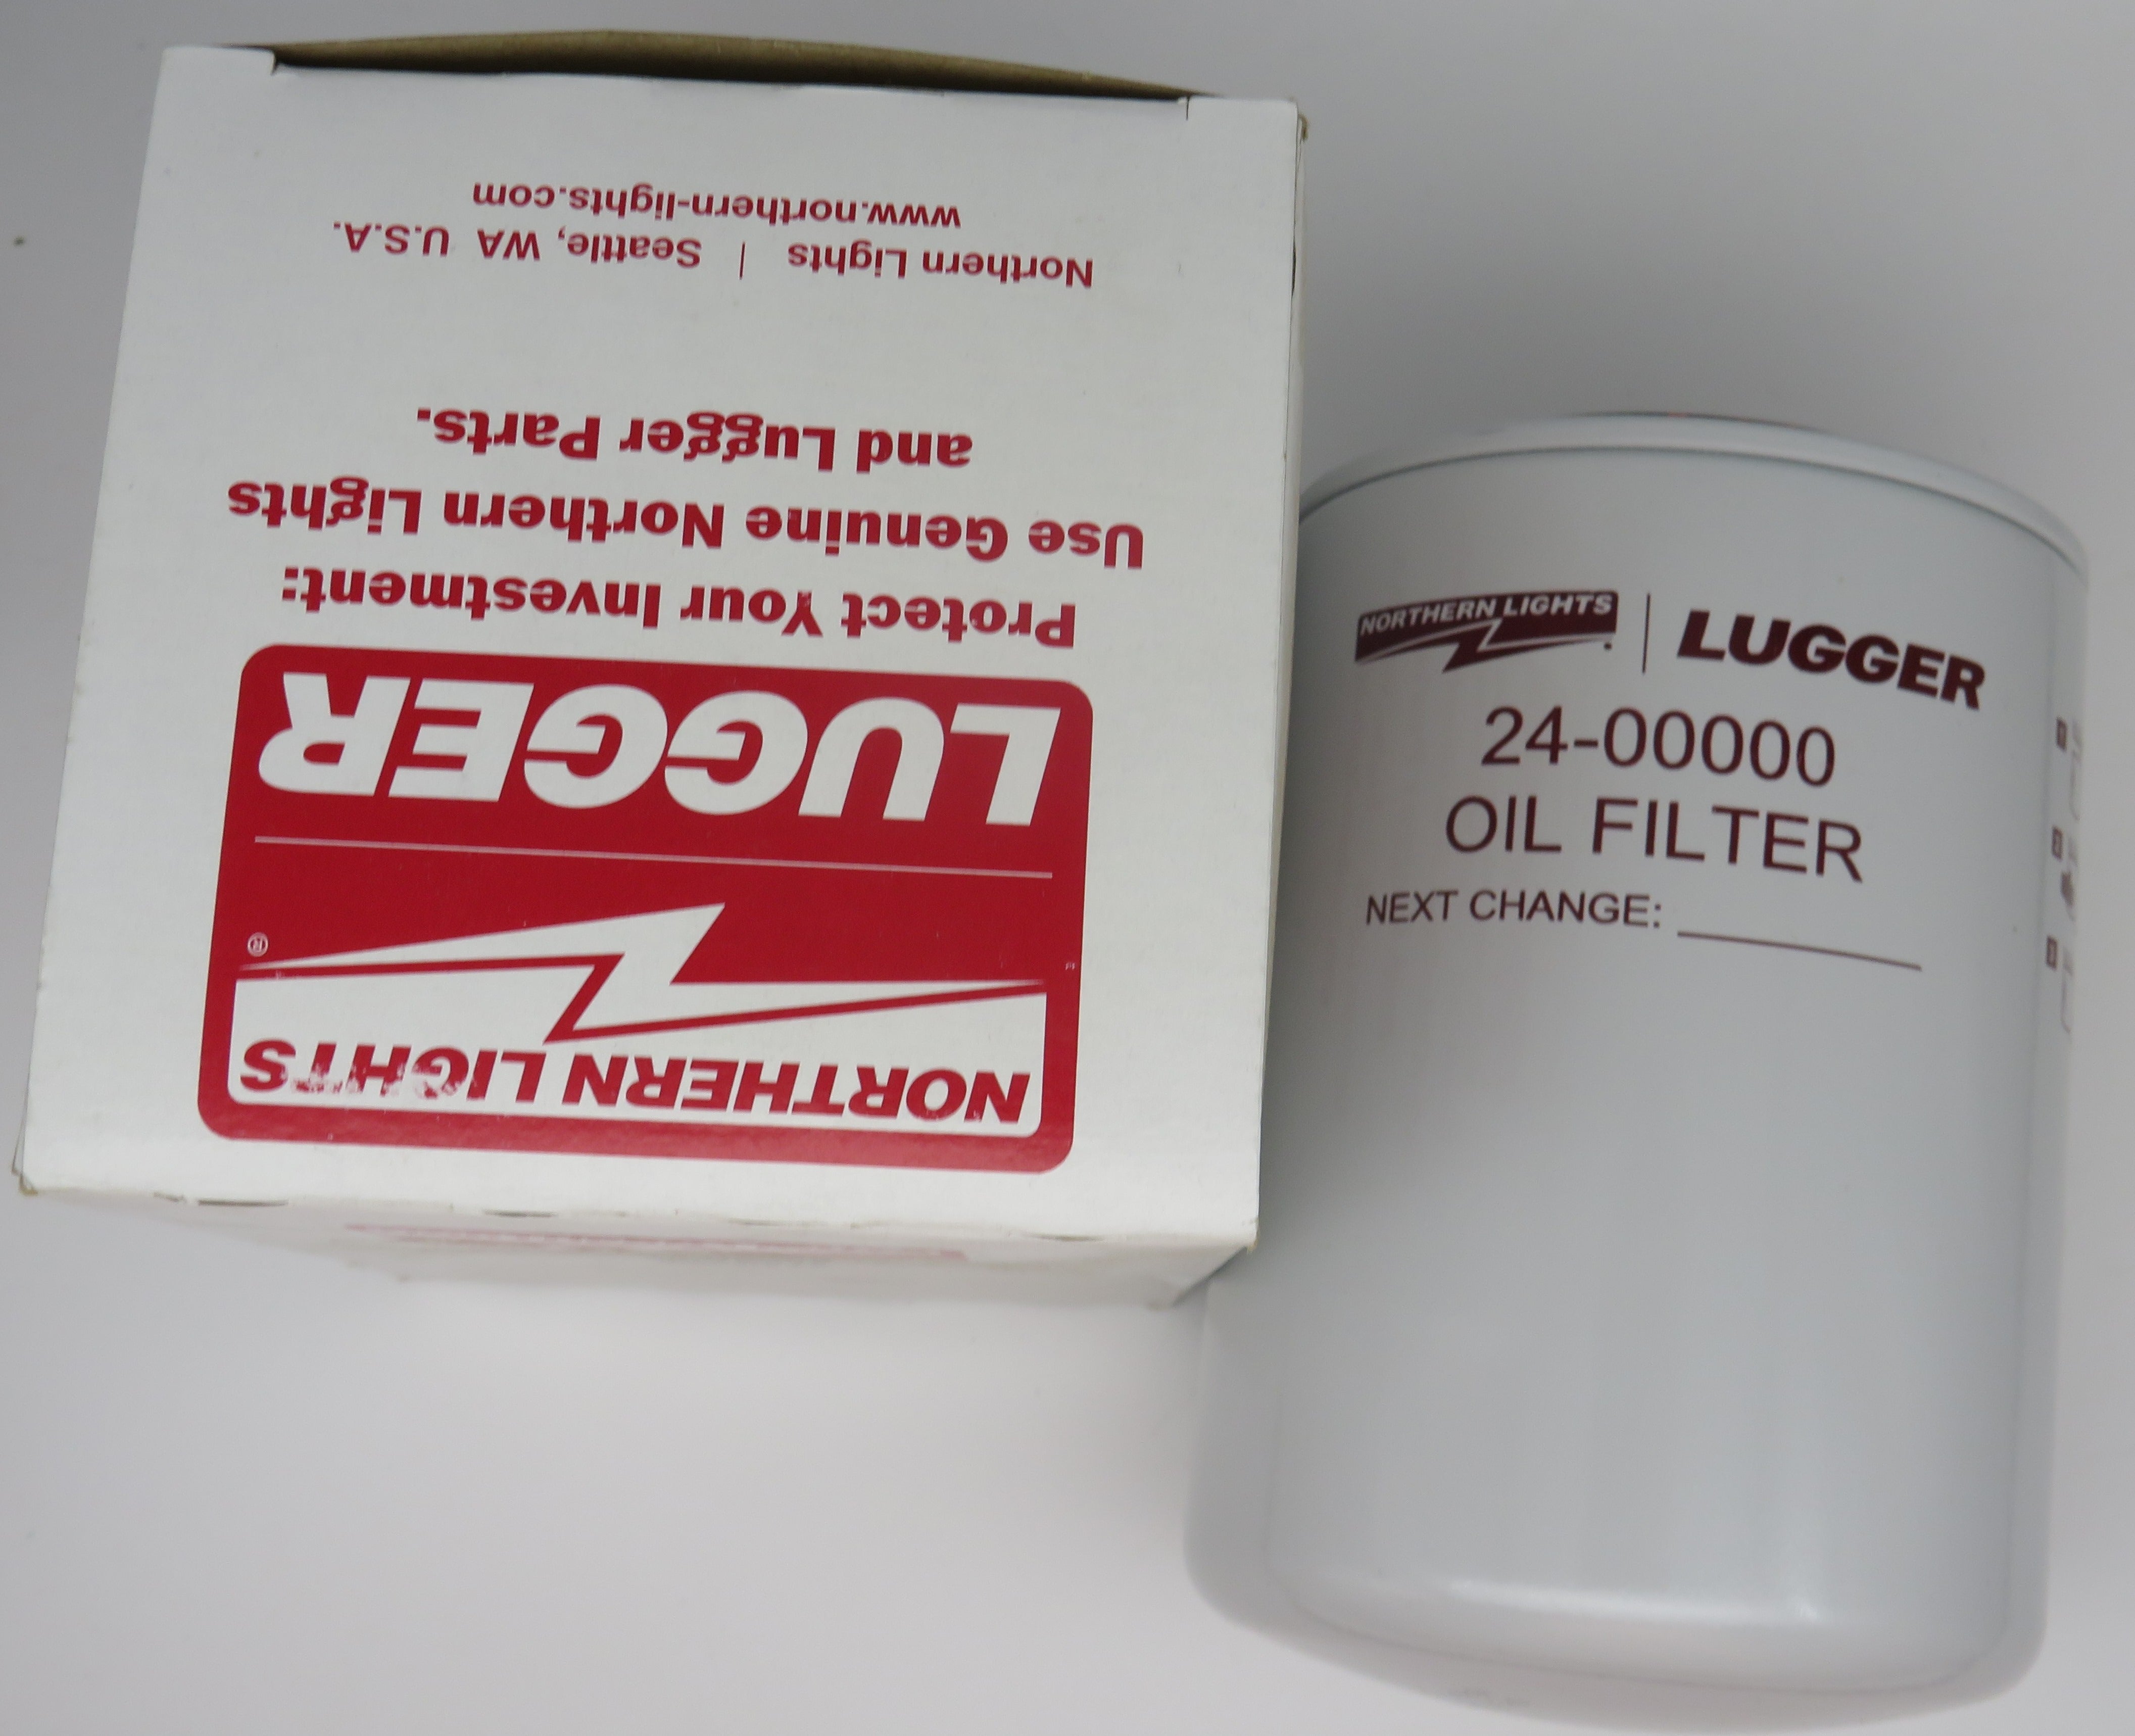 NORTHERN LIGHTS
®
LUGGER
Protect Your Investment:
Use Genuine Northern Lights
and Lugger Parts.
Northern Lights | Seattle, WA U.S.A.
www.northern-lights.com
NORTHERN LIGHTS | LUGGER
24-00000
OIL FILTER
NEXT CHANGE: